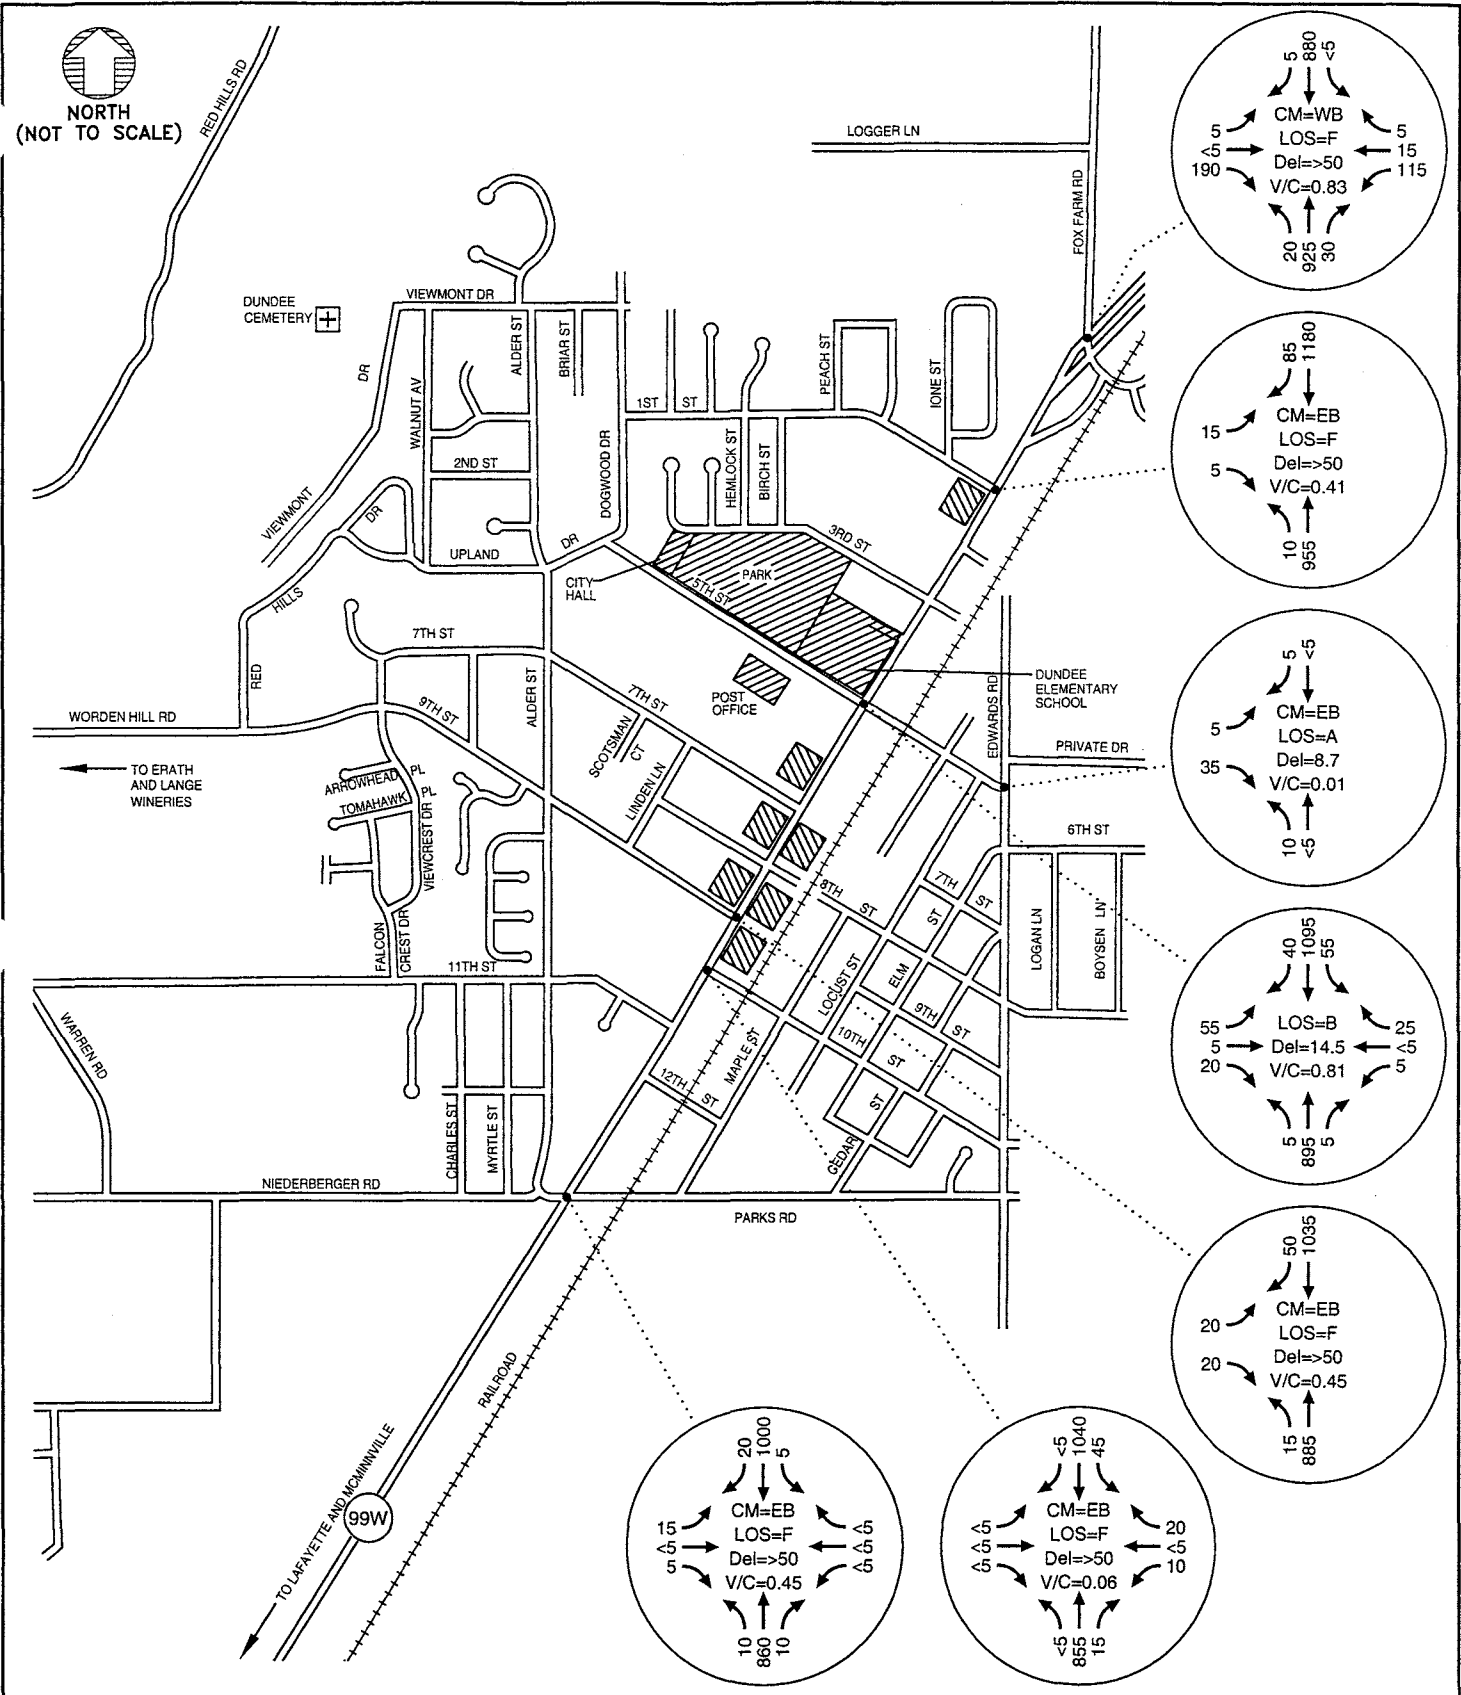 NORTH
(NOT TO SCALE)
RED HILLS RD
LOGGER LN
FOX FARM RD
DUNDEE
CEMETERY
VIEWMONT DR
ALDER ST
BRIAR ST
DR
VIEWMONT
WALNUT AV
2ND ST
DOGWOOD DR
1ST ST
PEACH ST
IONE ST
HEMLOCK ST
BIRCH ST
3RD ST
DR
UPLAND DR
HILLS
RED
CITY
HALL
PARK
5TH ST
7TH ST
ALDER ST
9TH ST
WORDEN HILL RD
TO ERATH
AND LANGE
WINERIES
7TH ST
POST
OFFICE
SCOTSMAN
CT
LINDEN LN
DUNDEE
ELEMENTARY
SCHOOL
EDWARDS RD
PRIVATE DR
6TH ST
ARROWHEAD PL
TOMAHAWK PL
VIEWCREST DR
FALCON
CREST DR
11TH ST
8TH ST
7TH ST
ST
ELM
LOCUST ST
9TH ST
10TH ST
LOGAN LN
BOYSEN LN
MAPLE ST
12TH ST
ST
CEDAR
WARREN RD
CHARLES ST
MYRTLE ST
NIEDERBERGER RD
PARKS RD
RAILROAD
TO LAFAYETTE AND MCMINNVILLE
99W
5 880 <5
CM=WB
LOS=F
Del=>50
V/C=0.83
5
<5
190
5
15
115
20 925 30
85 1180
CM=EB
LOS=F
Del=>50
V/C=0.41
15
5
10 955
5 <5
CM=EB
LOS=A
Del=8.7
V/C=0.01
5
35
10 <5
40 1095 55
LOS=B
Del=14.5
V/C=0.81
55
5
20
25
<5
5
5 895 5
50 1035
CM=EB
LOS=F
Del=>50
V/C=0.45
20
20
15 885
20 1000 5
CM=EB
LOS=F
Del=>50
V/C=0.45
15
<5
5
<5
<5
<5
10 860 10
<5 1040 45
CM=EB
LOS=F
Del=>50
V/C=0.06
<5
<5
<5
20
<5
10
<5 855 15